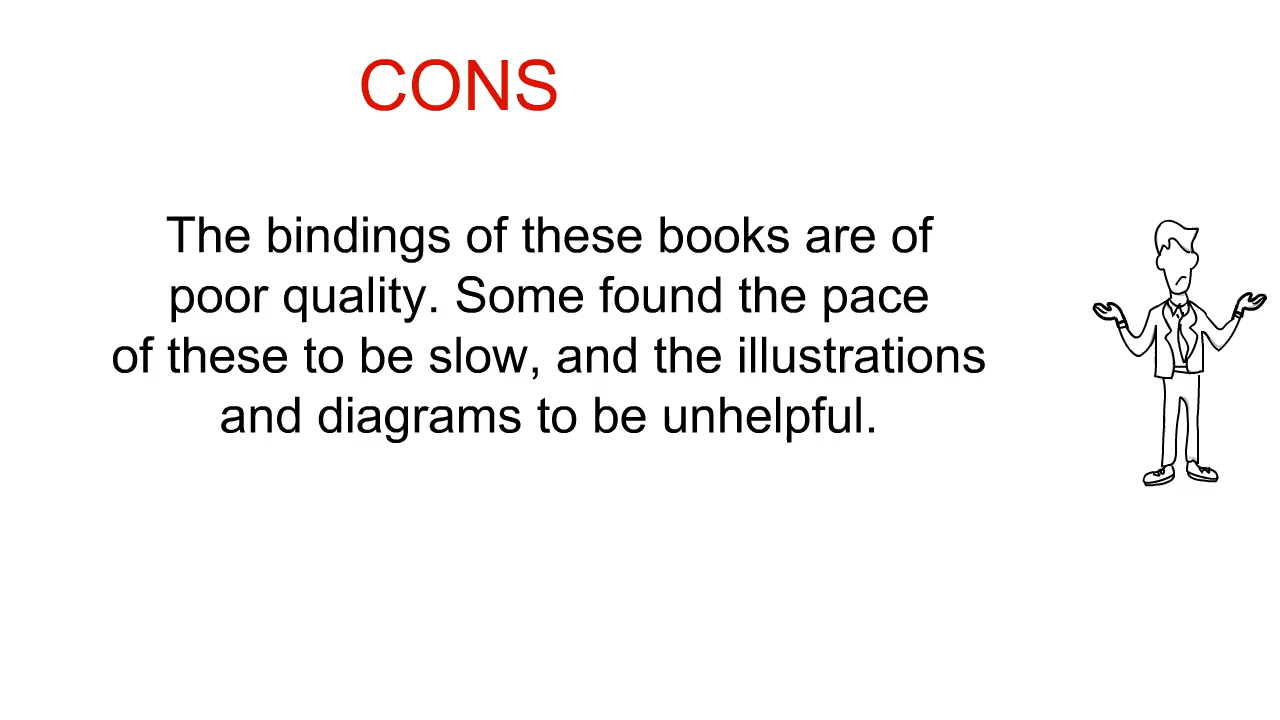 CONS
The bindings of these books are of
poor quality. Some found the pace
of these to be slow, and the illustrations
and diagrams to be unhelpful.